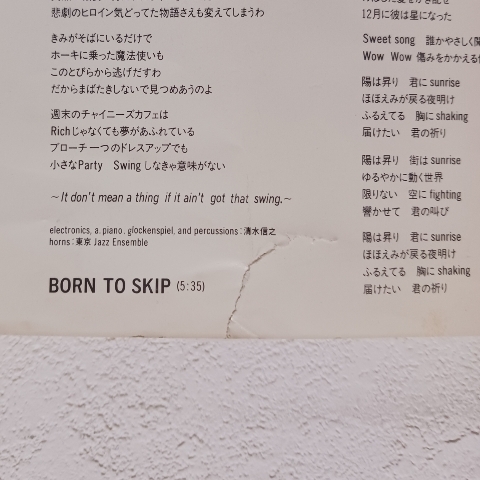 悲劇のヒロイン気どってた物語さえも変えてしまうわ
きみがそばにいるだけで
ホーキに乗った魔法使いも
このとびらから逃げだすわ
だからまばたきしないで見つめあうのよ
週末のチャイニーズカフェは
Richじゃなくても夢があふれている
ブローチ一つのドレスアップでも
小さなParty Swingしなきゃ意味がない
〜It don't mean a thing if it ain't got that swing.〜
electronics, a. piano, glockenspiel, and percussions：清水信之
horns：東京 Jazz Ensemble
BORN TO SKIP (5:35)
12月に彼は星になった
Sweet song 誰かやさしく
Wow Wow 傷みをかかえる
陽は昇り 君に sunrise
ほほえみが戻る夜明け
ふるえてる 胸に shaking
届けたい 君の祈り
陽は昇り 街は sunrise
ゆるやかに動く世界
限りない 空に fighting
響かせて 君の叫び
陽は昇り 君に sunrise
ほほえみが戻る夜明け
ふるえてる 胸に shaking
届けたい 君の祈り